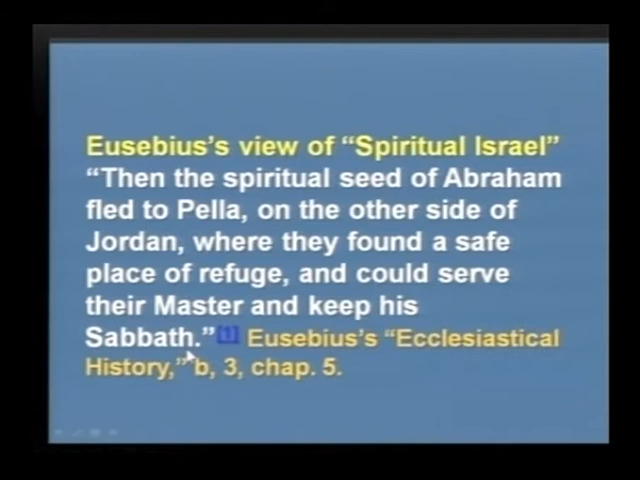 Eusebius's view of “Spiritual Israel”
“Then the spiritual seed of Abraham
fled to Pella, on the other side of
Jordan, where they found a safe
place of refuge, and could serve
their Master and keep his
Sabbath.”[1] Eusebius's “Ecclesiastical
History,” b, 3, chap. 5.